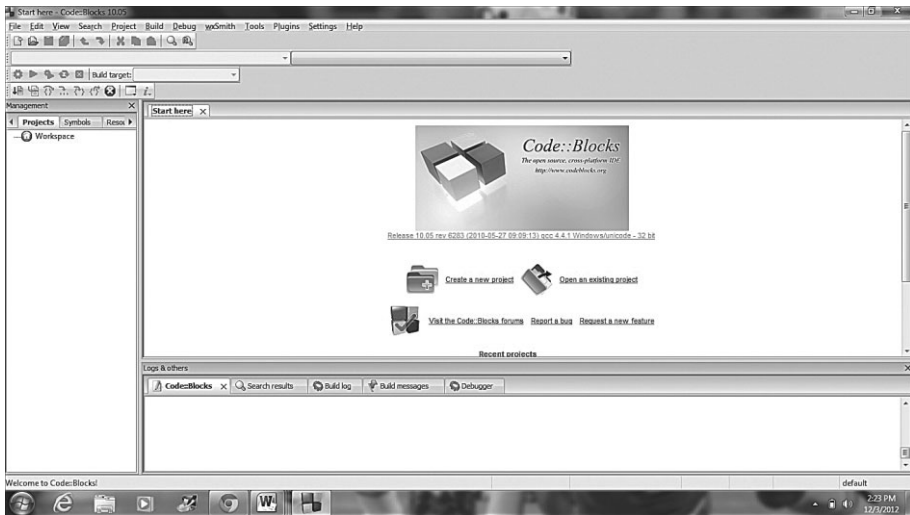 Start here - Code::Blocks 10.05
File Edit View Search Project Build Debug wxSmith Tools Plugins Settings Help
Build target:
Management
Projects Symbols
Workspace
Start here
Code::Blocks
The open source, cross-platform IDE
http://www.codeblocks.org
Release 10.05 rev 6283 (2010-05-27 09:09:13) gcc 4.4.1 Windows/unicode - 32 bit
Create a new project Open an existing project
Visit the Code::Blocks forums Report a bug Request a new feature
Recent projects
Logs & others
Code::Blocks Search results Build log Build messages Debugger
Welcome to Code::Blocks!
default
2:23 PM
12/3/2012